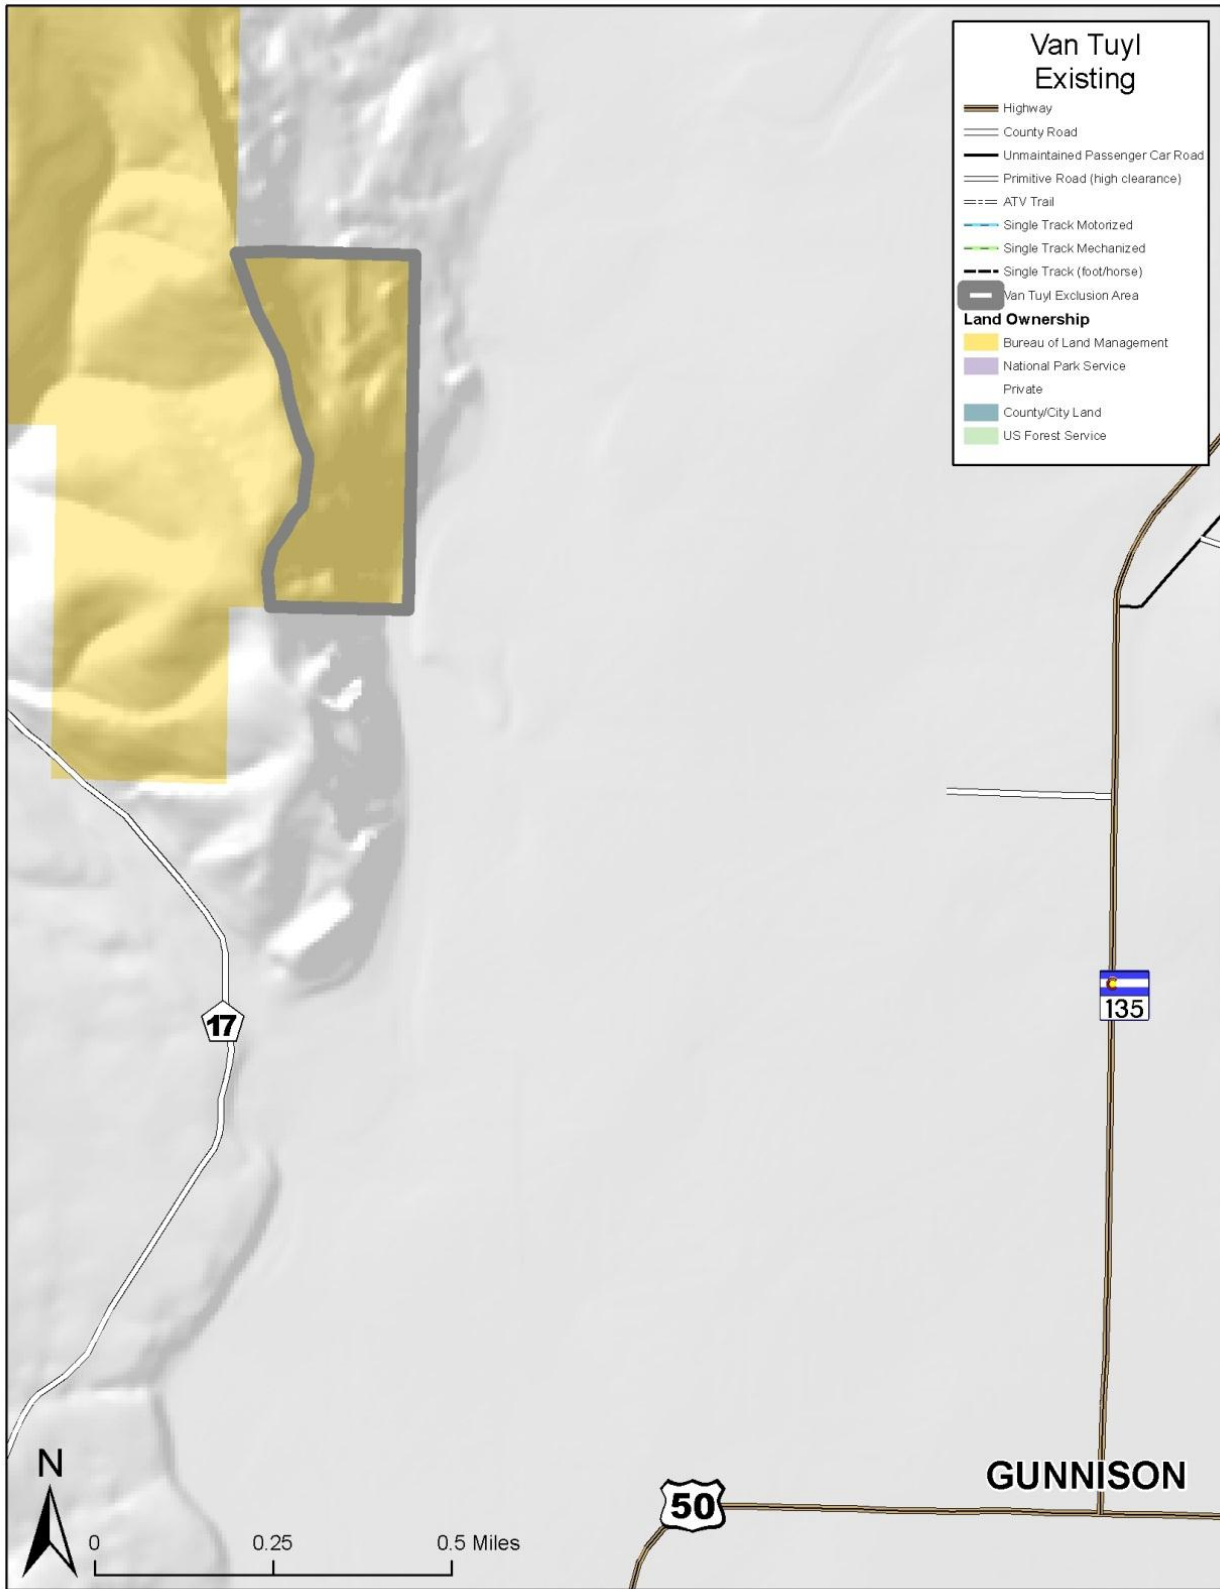 Van Tuyl
Existing
Highway
County Road
Unmaintained Passenger Car Road
Primitive Road (high clearance)
ATV Trail
Single Track Motorized
Single Track Mechanized
Single Track (foot/horse)
Van Tuyl Exclusion Area
Land Ownership
Bureau of Land Management
National Park Service
Private
County/City Land
US Forest Service
135
17
GUNNISON
50
N
0 0.25 0.5 Miles